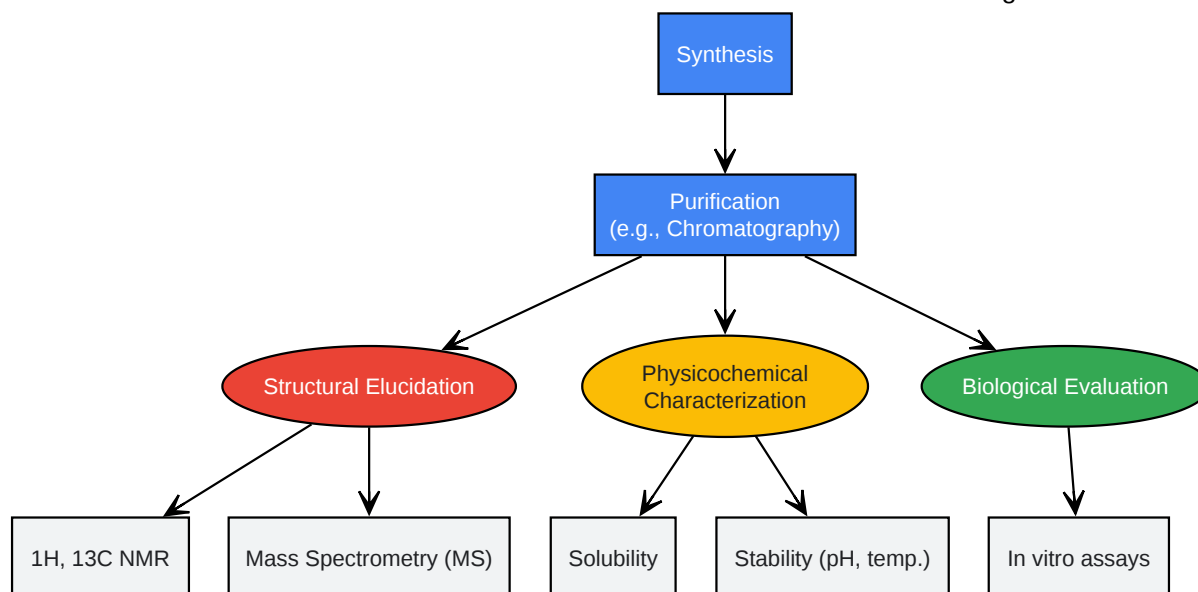 Synthesis
Purification
(e.g., Chromatography)
Structural Elucidation
Physicochemical
Characterization
Biological Evaluation
1H, 13C NMR
Mass Spectrometry (MS)
Solubility
Stability (pH, temp.)
In vitro assays